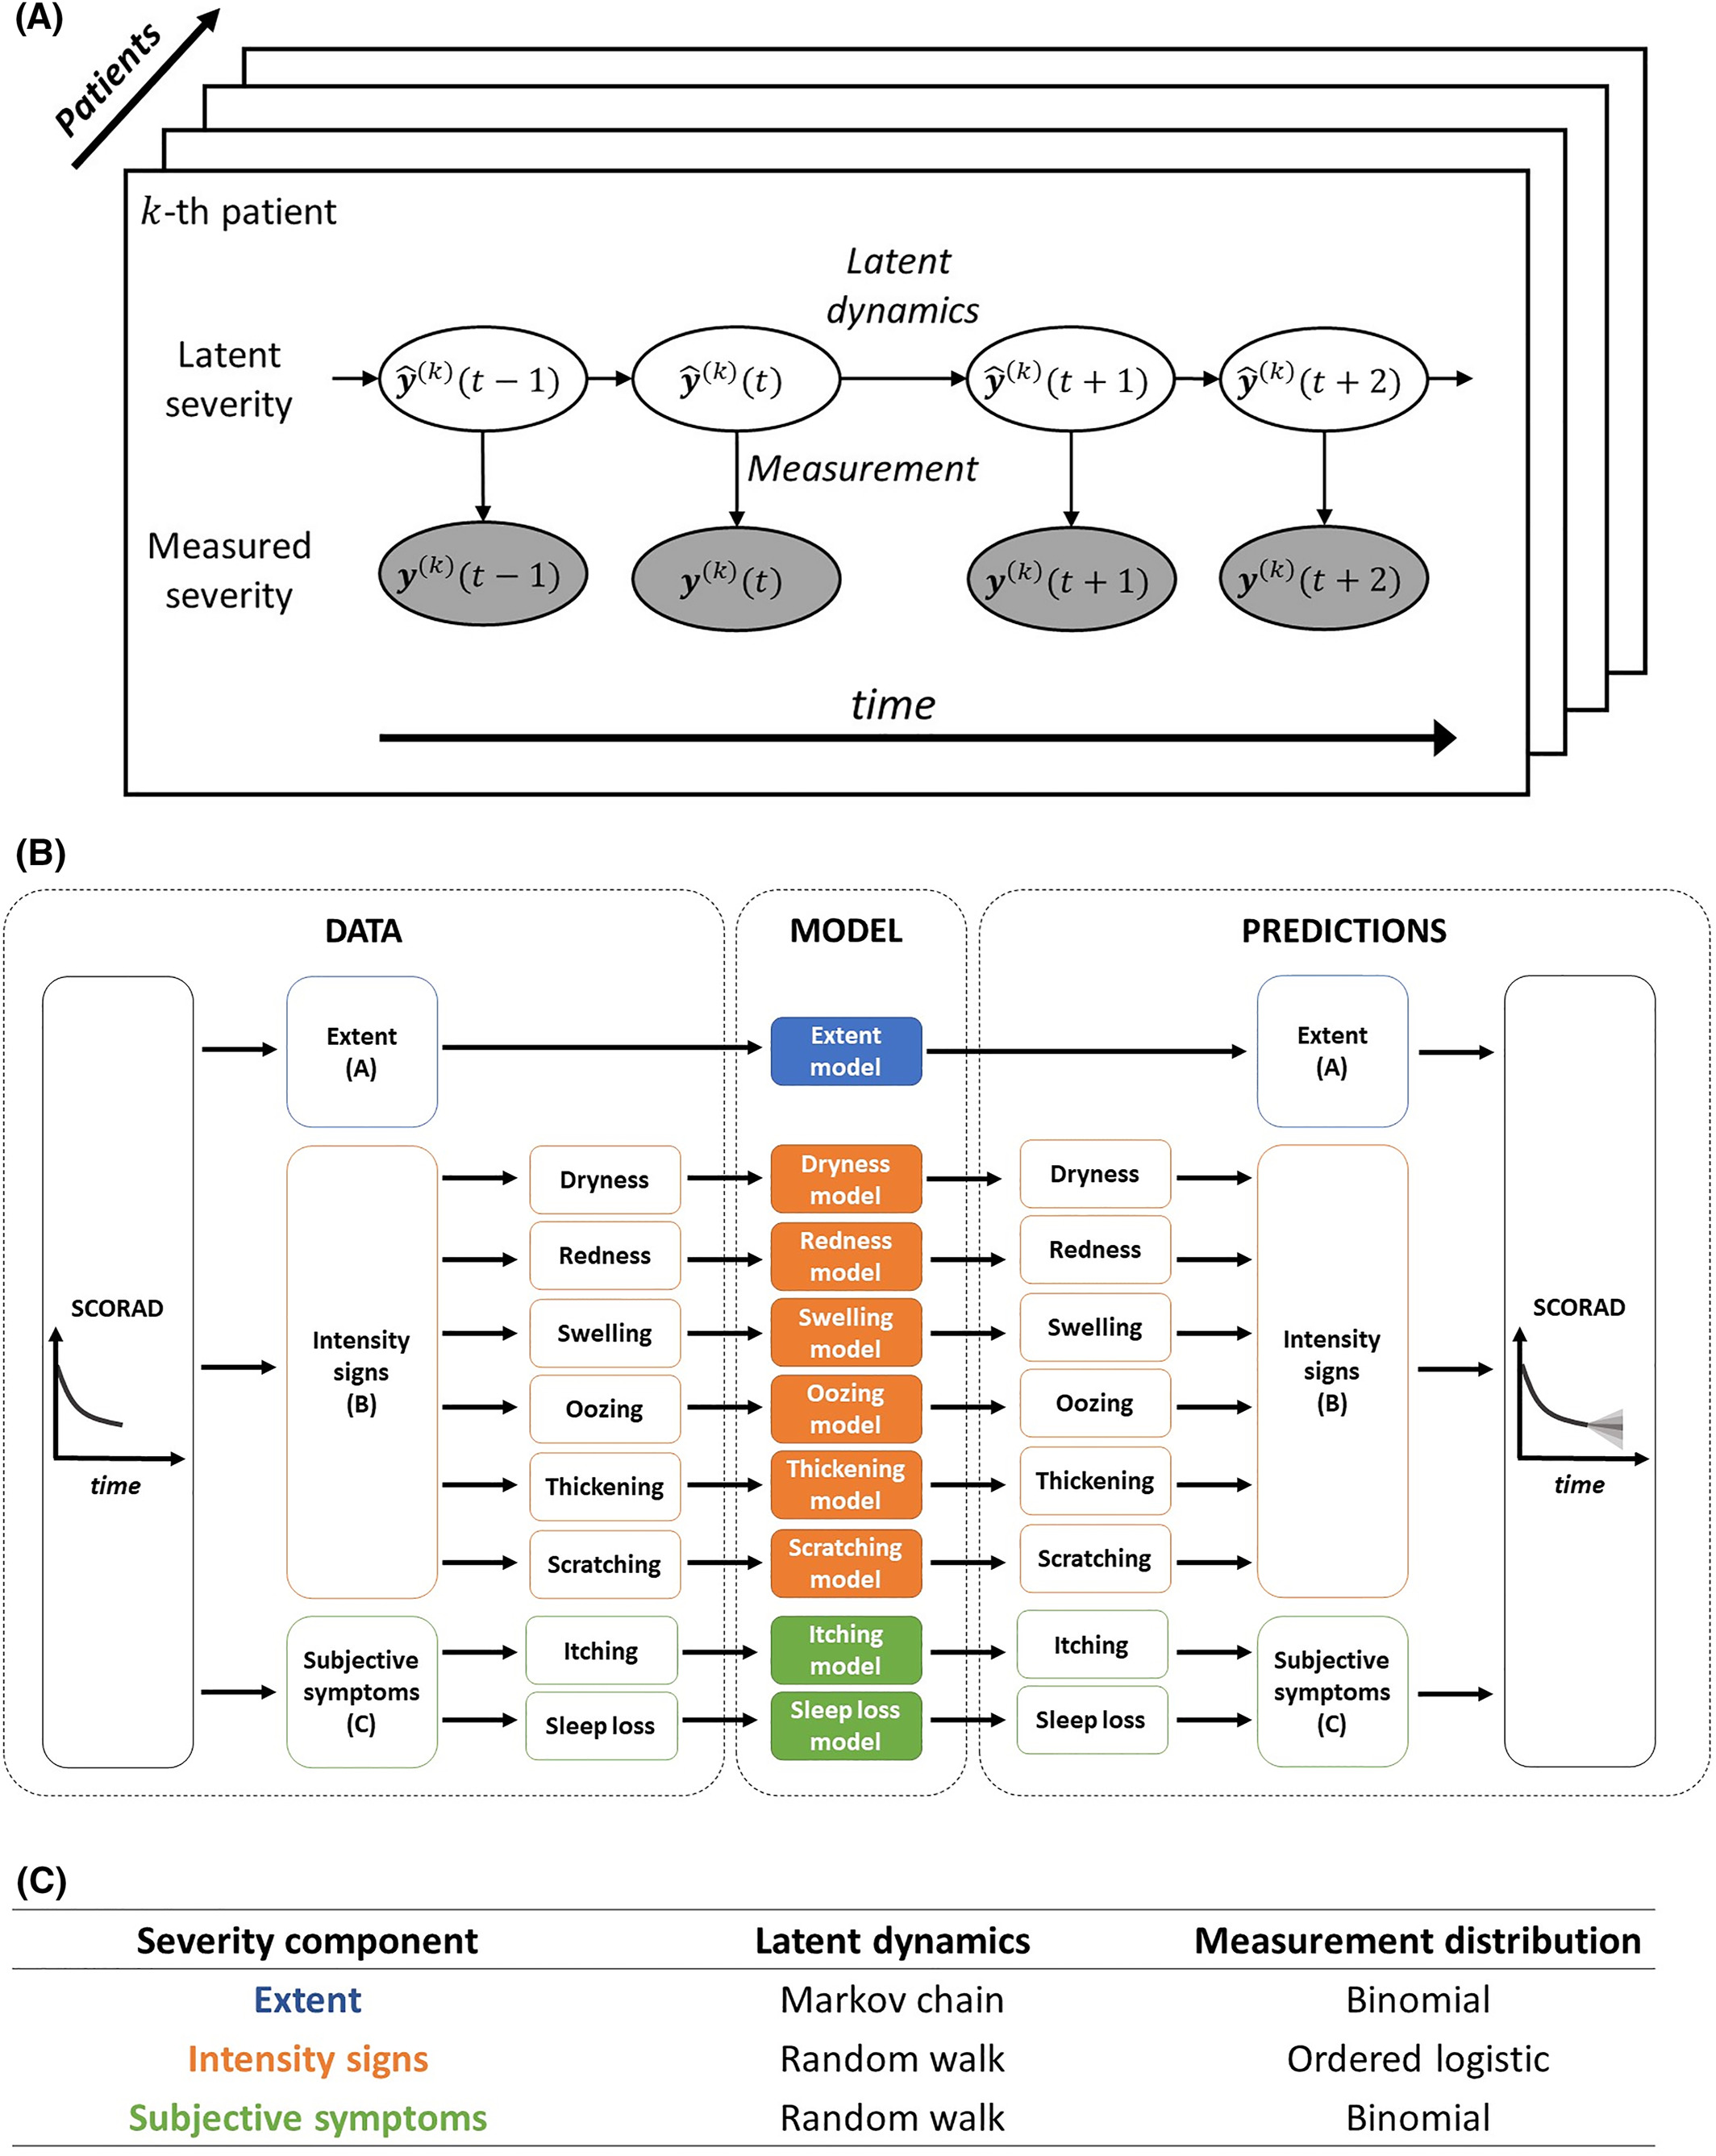 (A)
Patients
k-th patient
Latent
dynamics
Latent
severity
ŷ⁽ᵏ⁾(t − 1)
ŷ⁽ᵏ⁾(t)
ŷ⁽ᵏ⁾(t + 1)
ŷ⁽ᵏ⁾(t + 2)
Measurement
Measured
severity
y⁽ᵏ⁾(t − 1)
y⁽ᵏ⁾(t)
y⁽ᵏ⁾(t + 1)
y⁽ᵏ⁾(t + 2)
time
(B)
DATA
MODEL
PREDICTIONS
SCORAD
time
Extent
(A)
Extent
model
Extent
(A)
Intensity
signs
(B)
Dryness
Dryness
model
Dryness
Redness
Redness
model
Redness
Swelling
Swelling
model
Swelling
Oozing
Oozing
model
Oozing
Thickening
Thickening
model
Thickening
Scratching
Scratching
model
Scratching
Intensity
signs
(B)
Subjective
symptoms
(C)
Itching
Itching
model
Itching
Sleep loss
Sleep loss
model
Sleep loss
Subjective
symptoms
(C)
SCORAD
time
(C)
Severity component Latent dynamics Measurement distribution
Extent Markov chain Binomial
Intensity signs Random walk Ordered logistic
Subjective symptoms Random walk Binomial